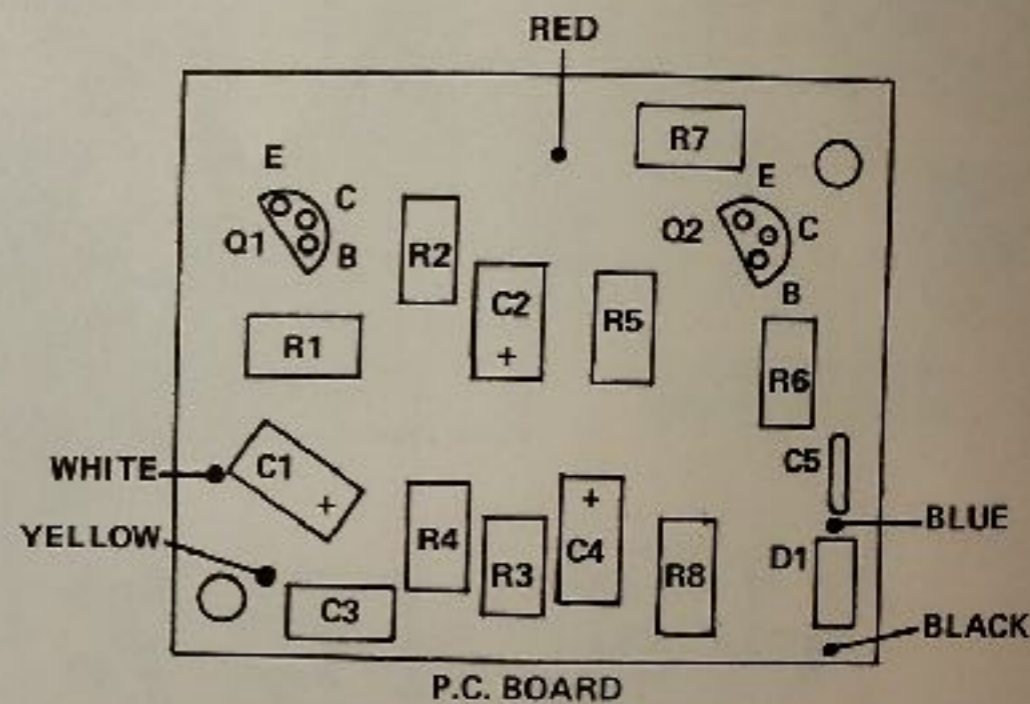 RED
R7
E
C
Q1
B
R2
E
Q2
C
B
C2
+
R5
R1
R6
WHITE
C1
+
C5
YELLOW
R4
R3
+
C4
R8
BLUE
D1
C3
BLACK
P.C. BOARD